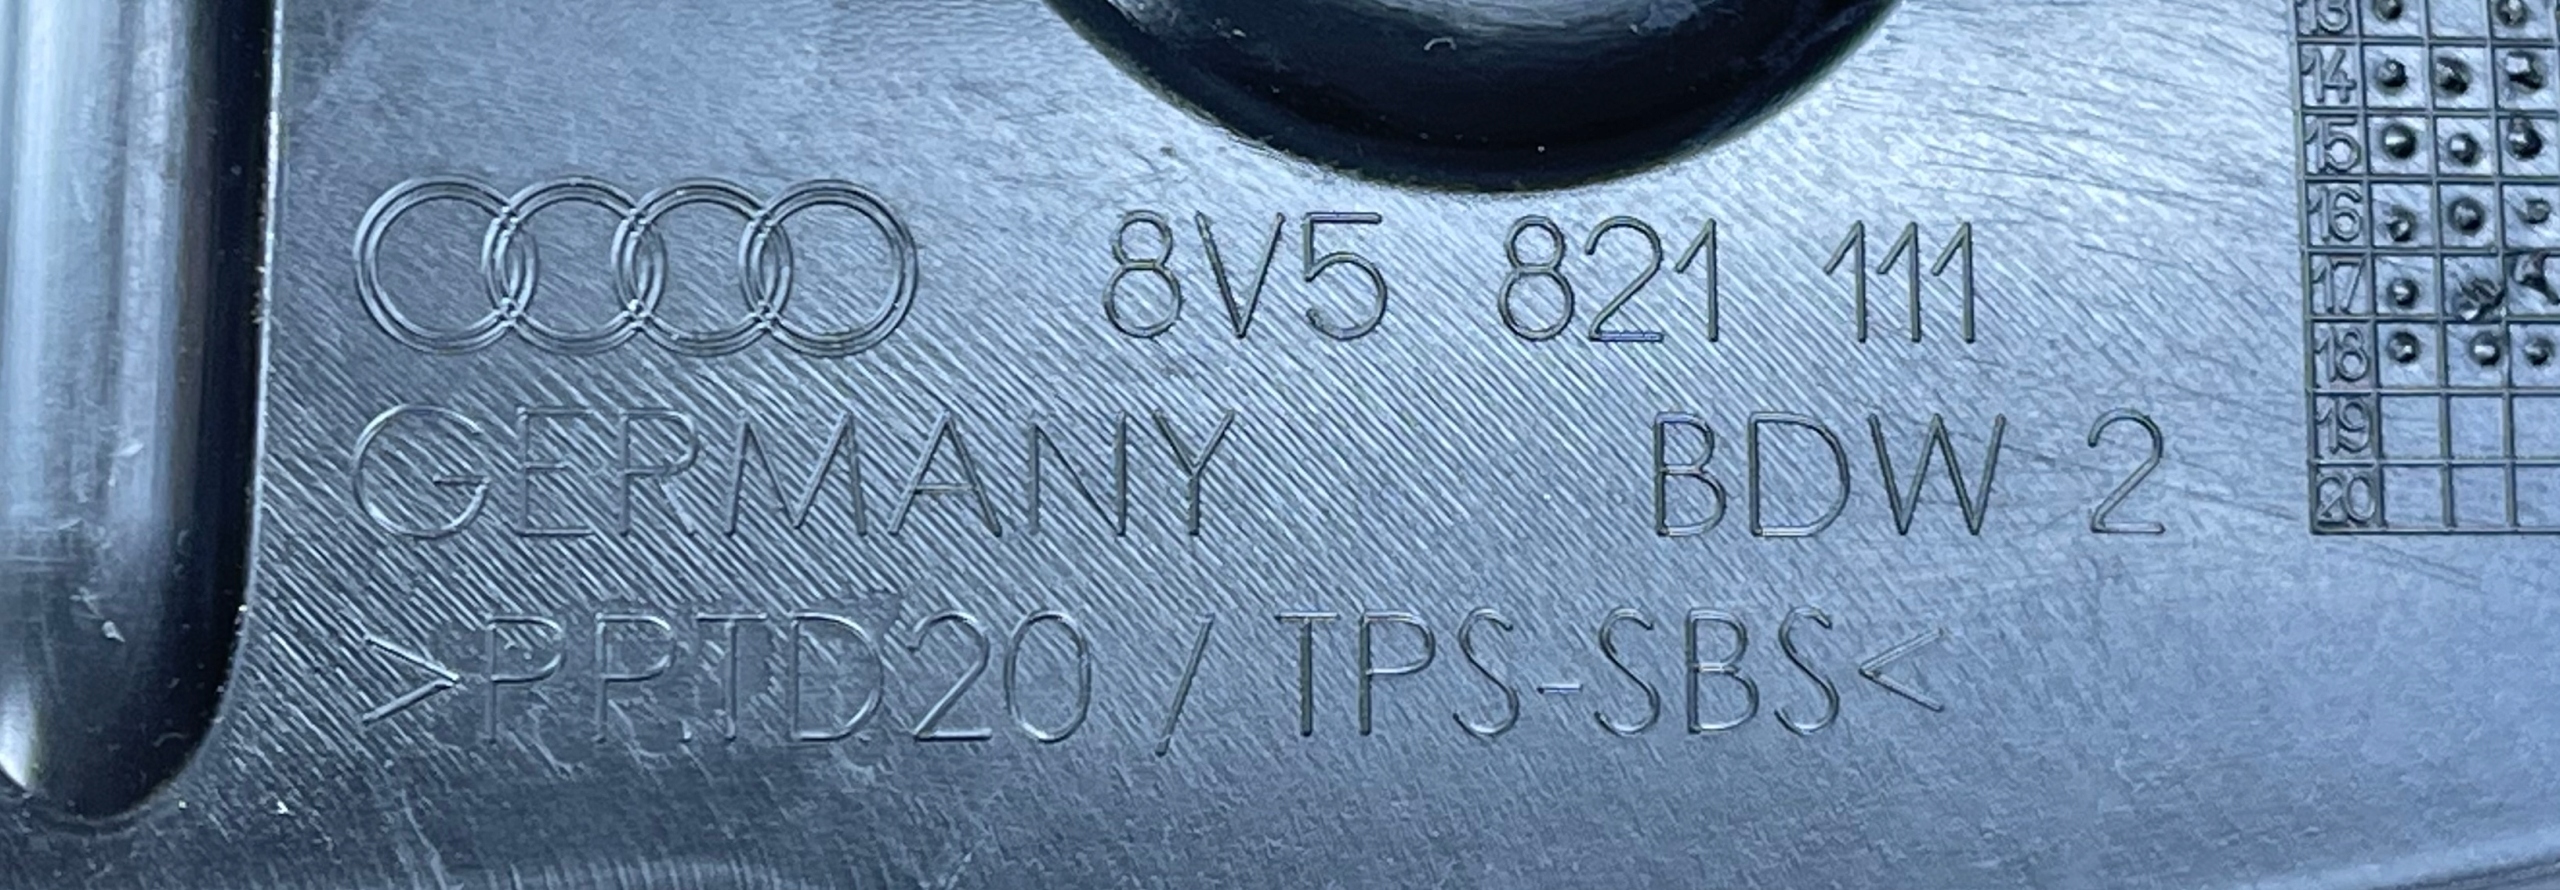 8V5 821 111
GERMANY BDW 2
>PPTD20 / TPS-SBS<
13
14
15
16
17
18
19
20